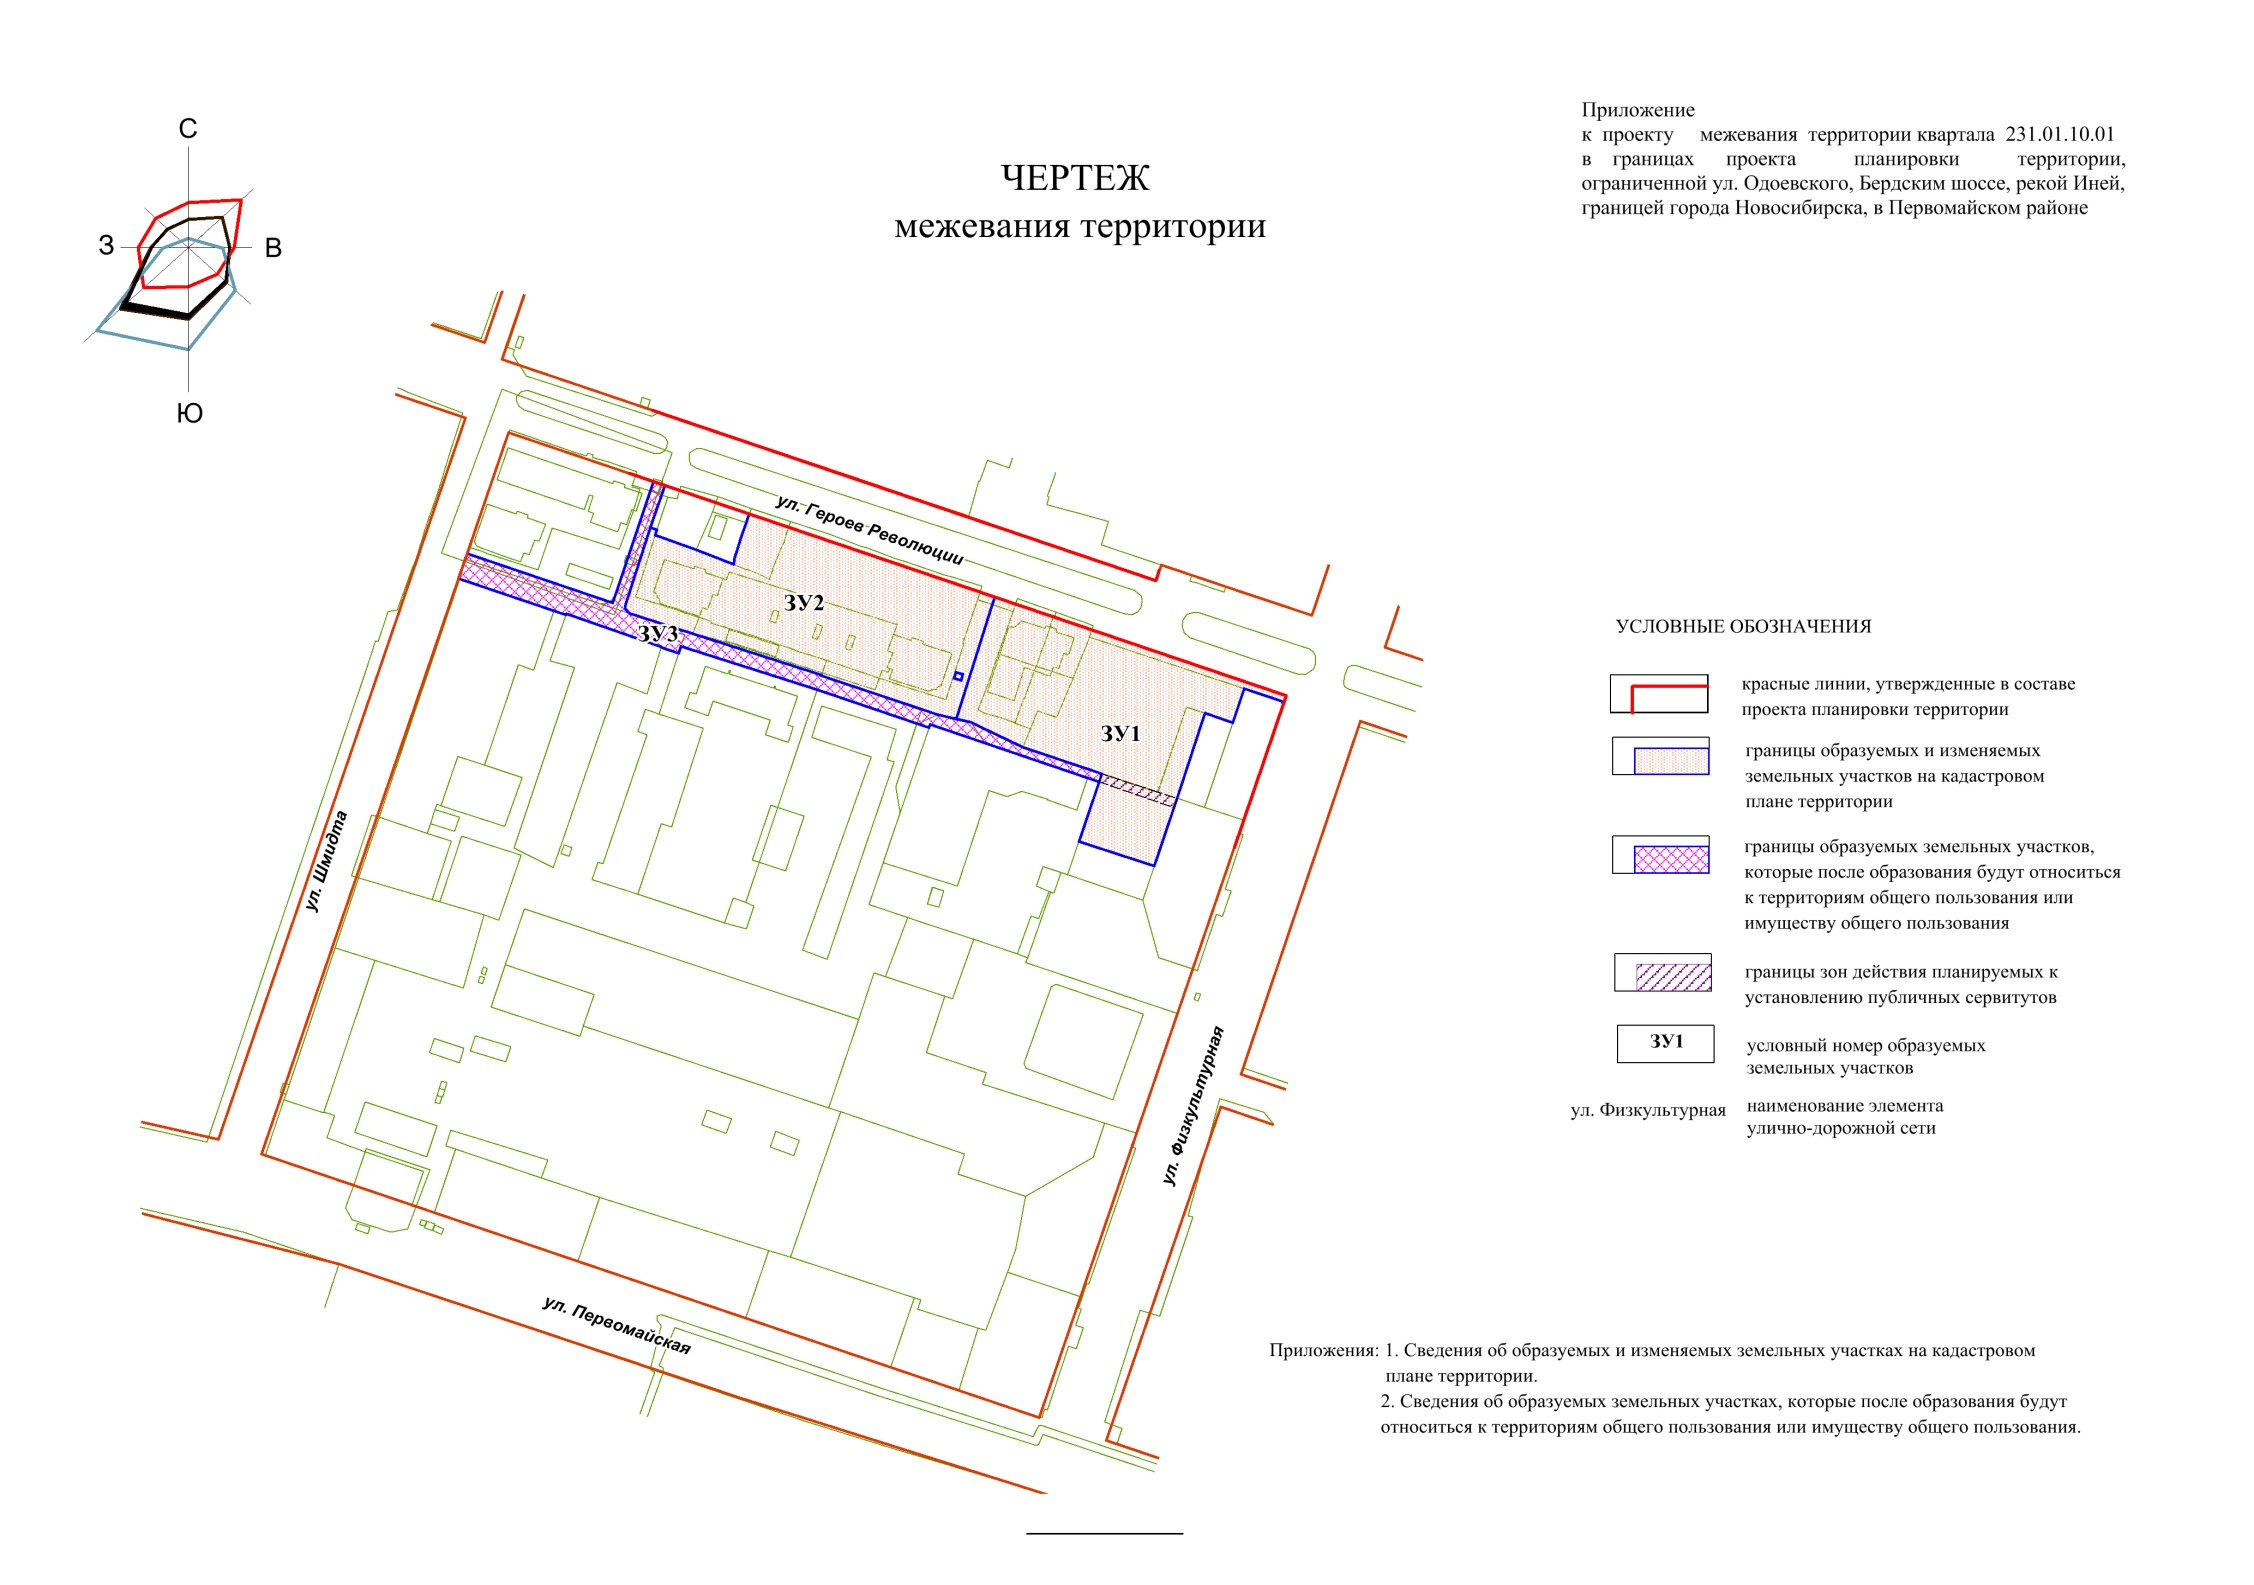 Приложение
к проекту межевания территории квартала 231.01.10.01
в границах проекта планировки территории,
ограниченной ул. Одоевского, Бердским шоссе, рекой Иней,
границей города Новосибирска, в Первомайском районе
ЧЕРТЕЖ
межевания территории
С
З
В
Ю
ул. Героев Революции
ЗУ2
ЗУ3
ЗУ1
ул. Шмидта
ул. Физкультурная
ул. Первомайская
УСЛОВНЫЕ ОБОЗНАЧЕНИЯ
красные линии, утвержденные в составе
проекта планировки территории
границы образуемых и изменяемых
земельных участков на кадастровом
плане территории
границы образуемых земельных участков,
которые после образования будут относиться
к территориям общего пользования или
имуществу общего пользования
границы зон действия планируемых к
установлению публичных сервитутов
ЗУ1
условный номер образуемых
земельных участков
ул. Физкультурная
наименование элемента
улично-дорожной сети
Приложения: 1. Сведения об образуемых и изменяемых земельных участках на кадастровом
плане территории.
2. Сведения об образуемых земельных участках, которые после образования будут
относиться к территориям общего пользования или имуществу общего пользования.